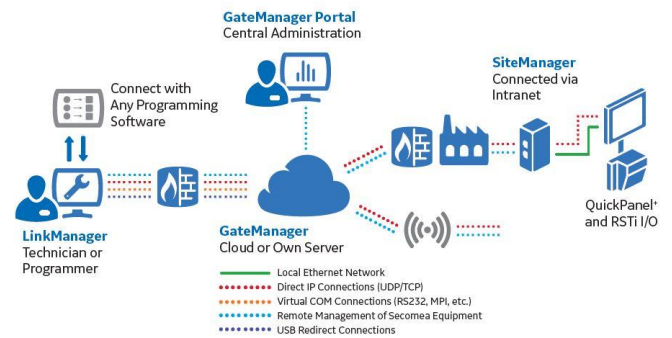 GateManager Portal
Central Administration
SiteManager
Connected via
Intranet
Connect with
Any Programming
Software
QuickPanel+
and RSTi I/O
LinkManager
Technician or
Programmer
GateManager
Cloud or Own Server
Local Ethernet Network
Direct IP Connections (UDP/TCP)
Virtual COM Connections (RS232, MPI, etc.)
Remote Management of Secomea Equipment
USB Redirect Connections